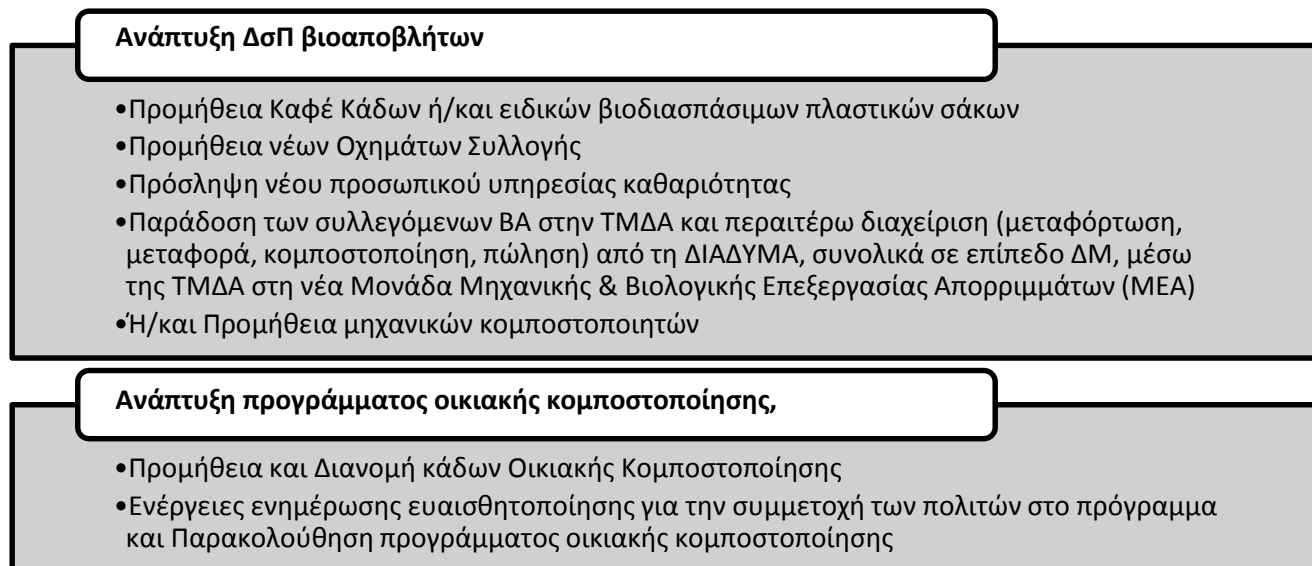 Ανάπτυξη ΔσΠ βιοαποβλήτων
•Προμήθεια Καφέ Κάδων ή/και ειδικών βιοδιασπάσιμων πλαστικών σάκων
•Προμήθεια νέων Οχημάτων Συλλογής
•Πρόσληψη νέου προσωπικού υπηρεσίας καθαριότητας
•Παράδοση των συλλεγόμενων ΒΑ στην ΤΜΔΑ και περαιτέρω διαχείριση (μεταφόρτωση,
μεταφορά, κομποστοποίηση, πώληση) από τη ΔΙΑΔΥΜΑ, συνολικά σε επίπεδο ΔΜ, μέσω
της ΤΜΔΑ στη νέα Μονάδα Μηχανικής & Βιολογικής Επεξεργασίας Απορριμμάτων (ΜΕΑ)
•Ή/και Προμήθεια μηχανικών κομποστοποιητών
Ανάπτυξη προγράμματος οικιακής κομποστοποίησης,
•Προμήθεια και Διανομή κάδων Οικιακής Κομποστοποίησης
•Ενέργειες ενημέρωσης ευαισθητοποίησης για την συμμετοχή των πολιτών στο πρόγραμμα
και Παρακολούθηση προγράμματος οικιακής κομποστοποίησης